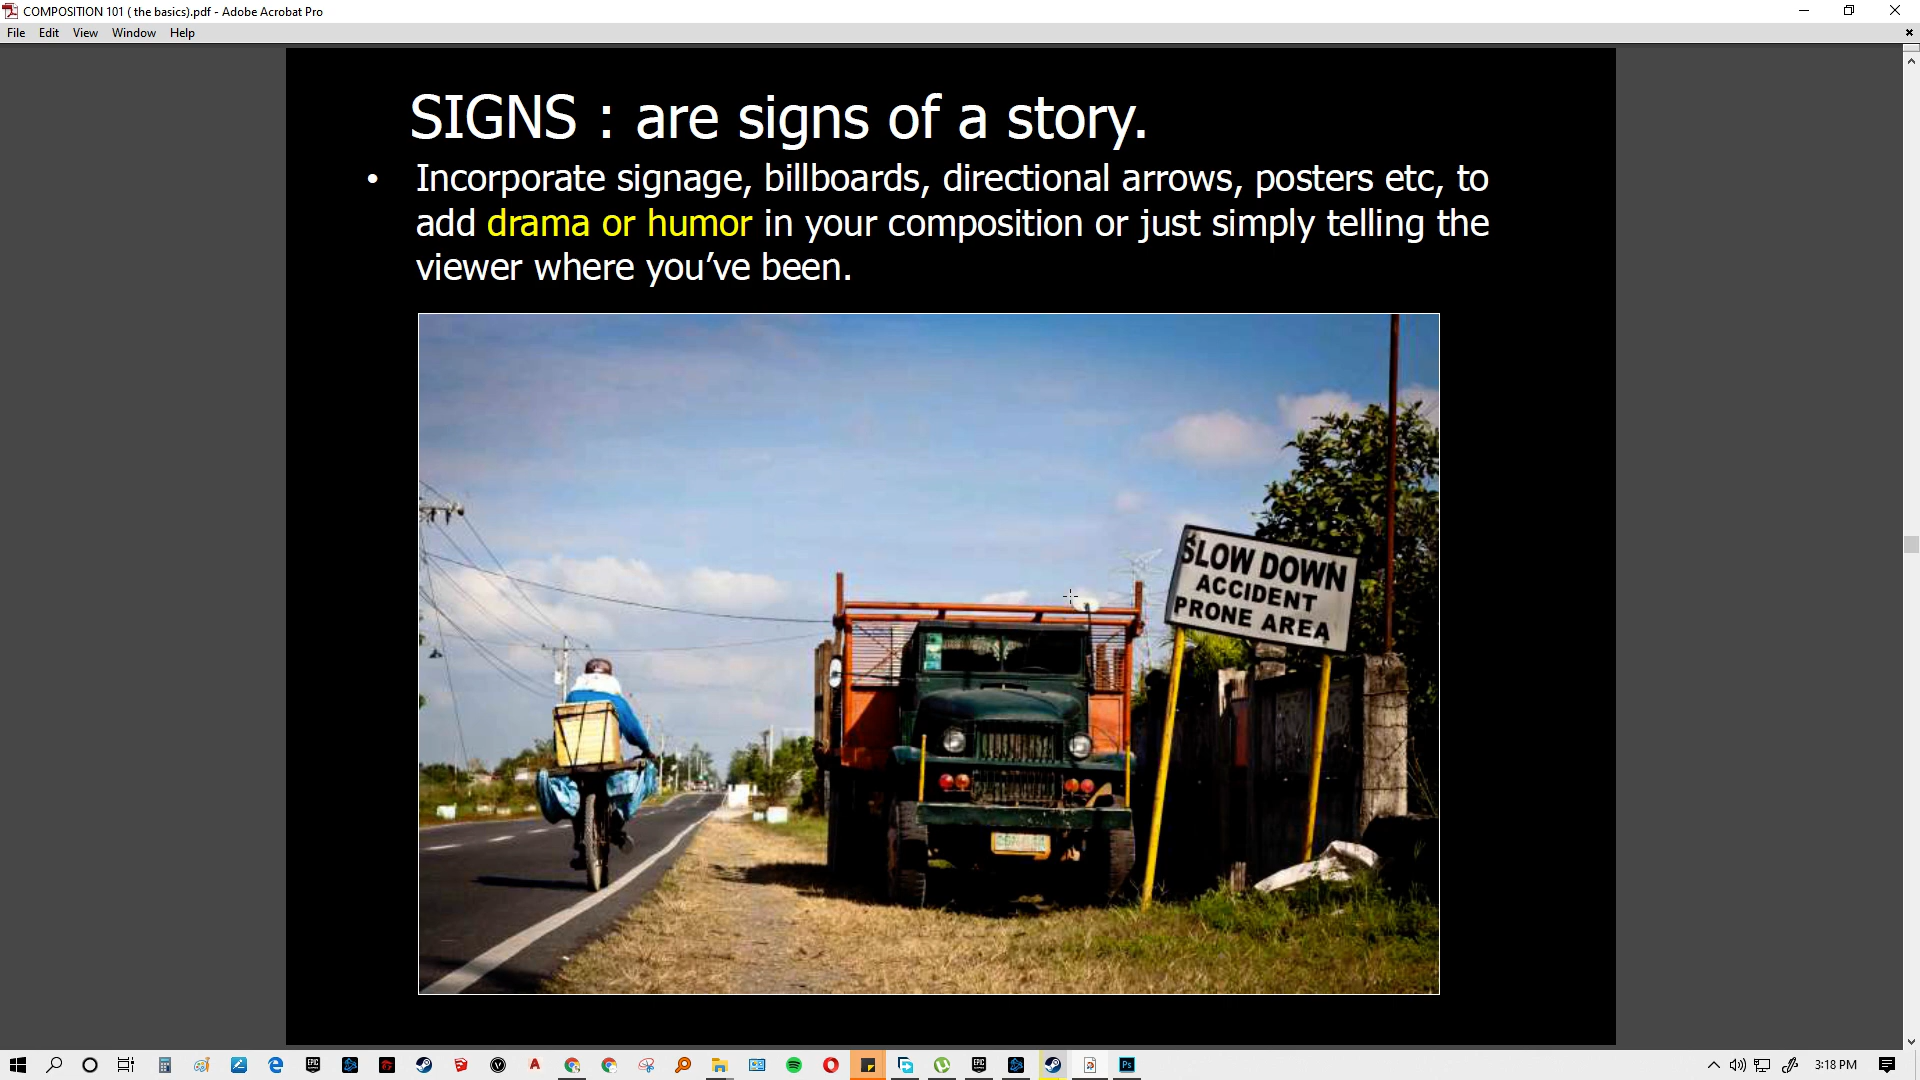 COMPOSITION 101 ( the basics).pdf - Adobe Acrobat Pro
File Edit View Window Help
SIGNS : are signs of a story.
• Incorporate signage, billboards, directional arrows, posters etc, to
add drama or humor in your composition or just simply telling the
viewer where you’ve been.
SLOW DOWN
ACCIDENT
PRONE AREA
3:18 PM